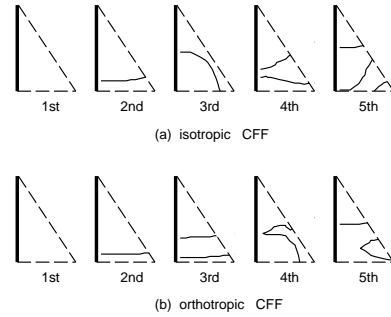 1st 2nd 3rd 4th 5th
(a) isotropic CFF
1st 2nd 3rd 4th 5th
(b) orthotropic CFF